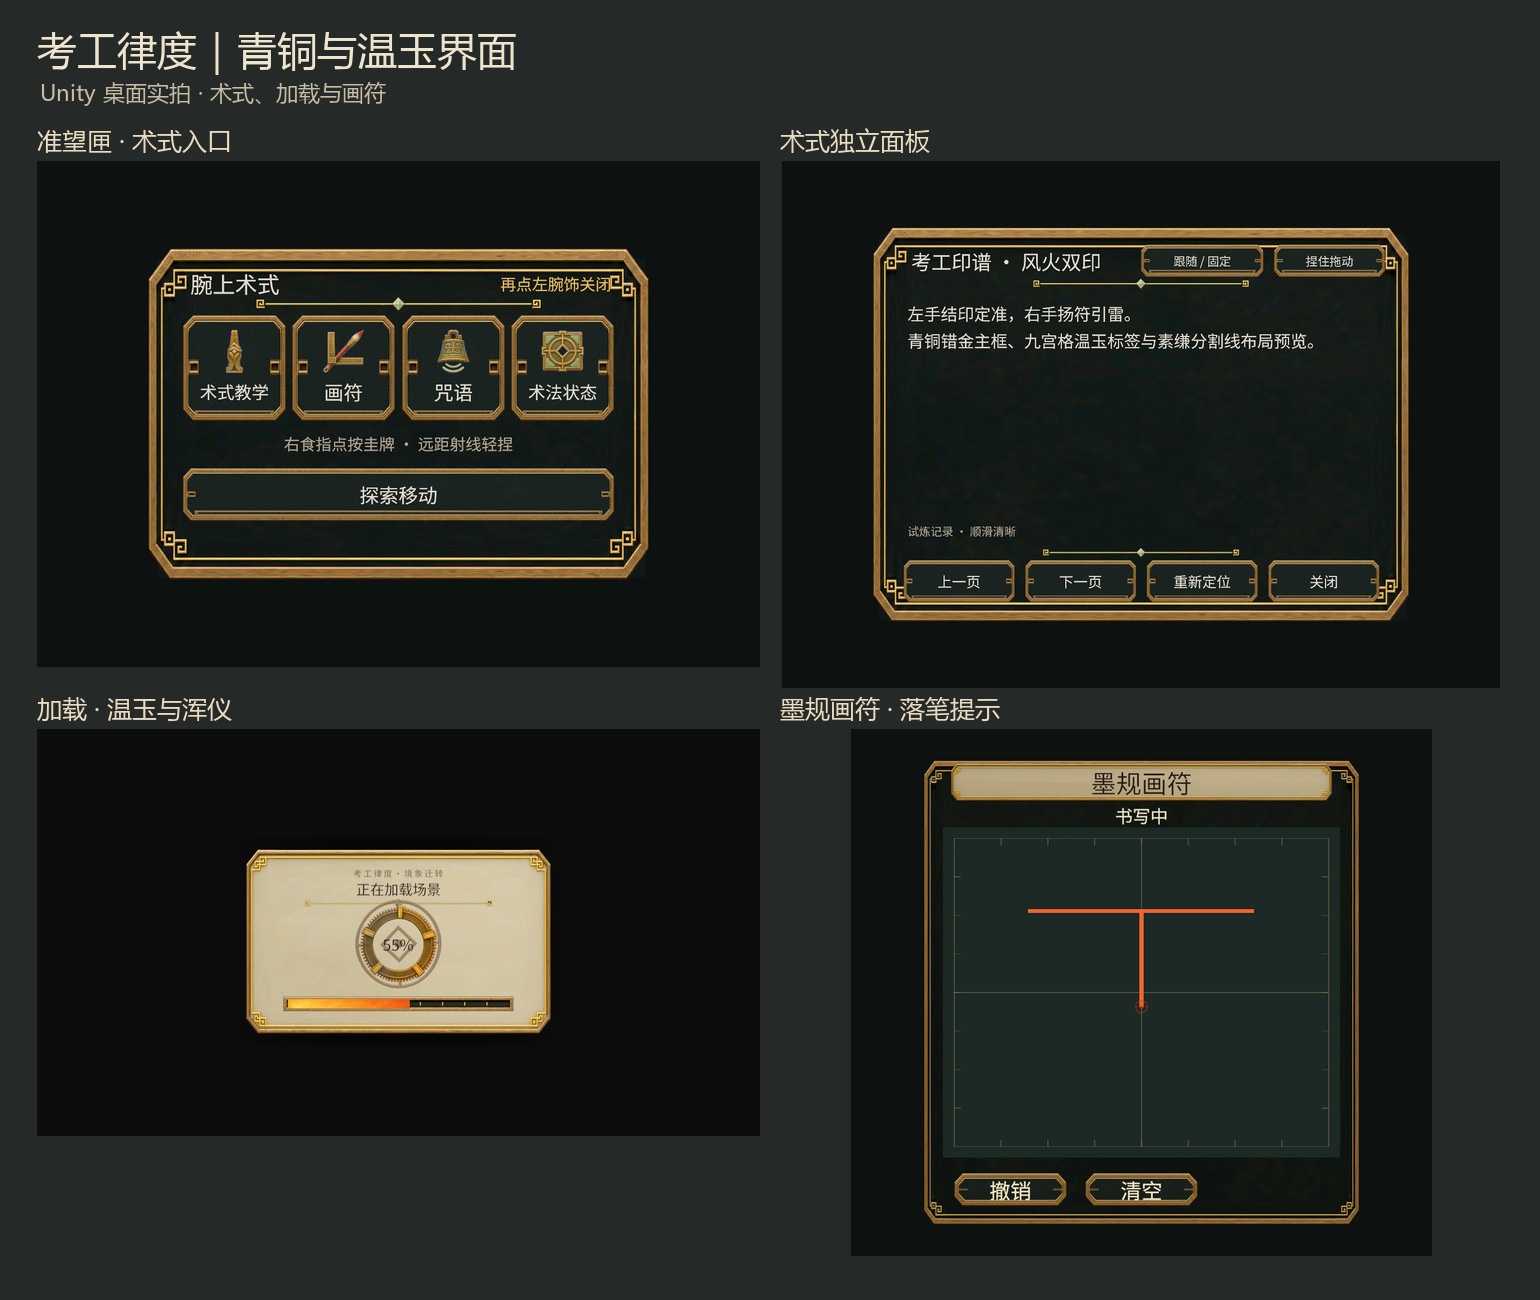 考工律度｜青铜与温玉界面
Unity 桌面实拍 · 术式、加载与画符
准望匣 · 术式入口
腕上术式
再点左腕饰关闭
术式教学
画符
咒语
术法状态
右食指点按圭牌 · 远距射线轻捏
探索移动
术式独立面板
考工印谱 · 风火双印
跟随 / 固定
捏住拖动
左手结印定准，右手扬符引雷。
青铜错金主框、九宫格温玉标签与素缣分割线布局预览。
试炼记录 · 顺滑清晰
上一页
下一页
重新定位
关闭
加载 · 温玉与浑仪
考工律度 · 境象迁转
正在加载场景
55%
墨规画符 · 落笔提示
墨规画符
书写中
撤销
清空